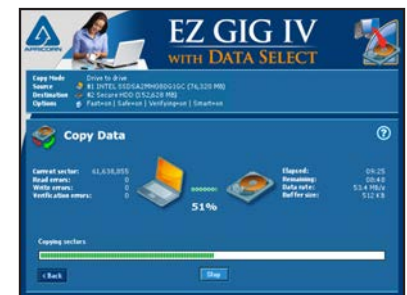 APRICORN
EZ GIG IV
WITH DATA SELECT
Copy Mode Drive to drive
Source #1 INTEL SSDSA2MH080G1GC (76,320 MB)
Destination #2 Secure HDD (152,628 MB)
Options Fast=on | Safe=on | Verifying=on | Smart=on
Copy Data
Current sector: 61,638,855
Read errors: 0
Write errors: 0
Verification errors: 0
51%
Elapsed: 09:25
Remaining: 08:48
Data rate: 53.4 MB/s
Buffer size: 512 KB
Copying sectors
< Back
Stop